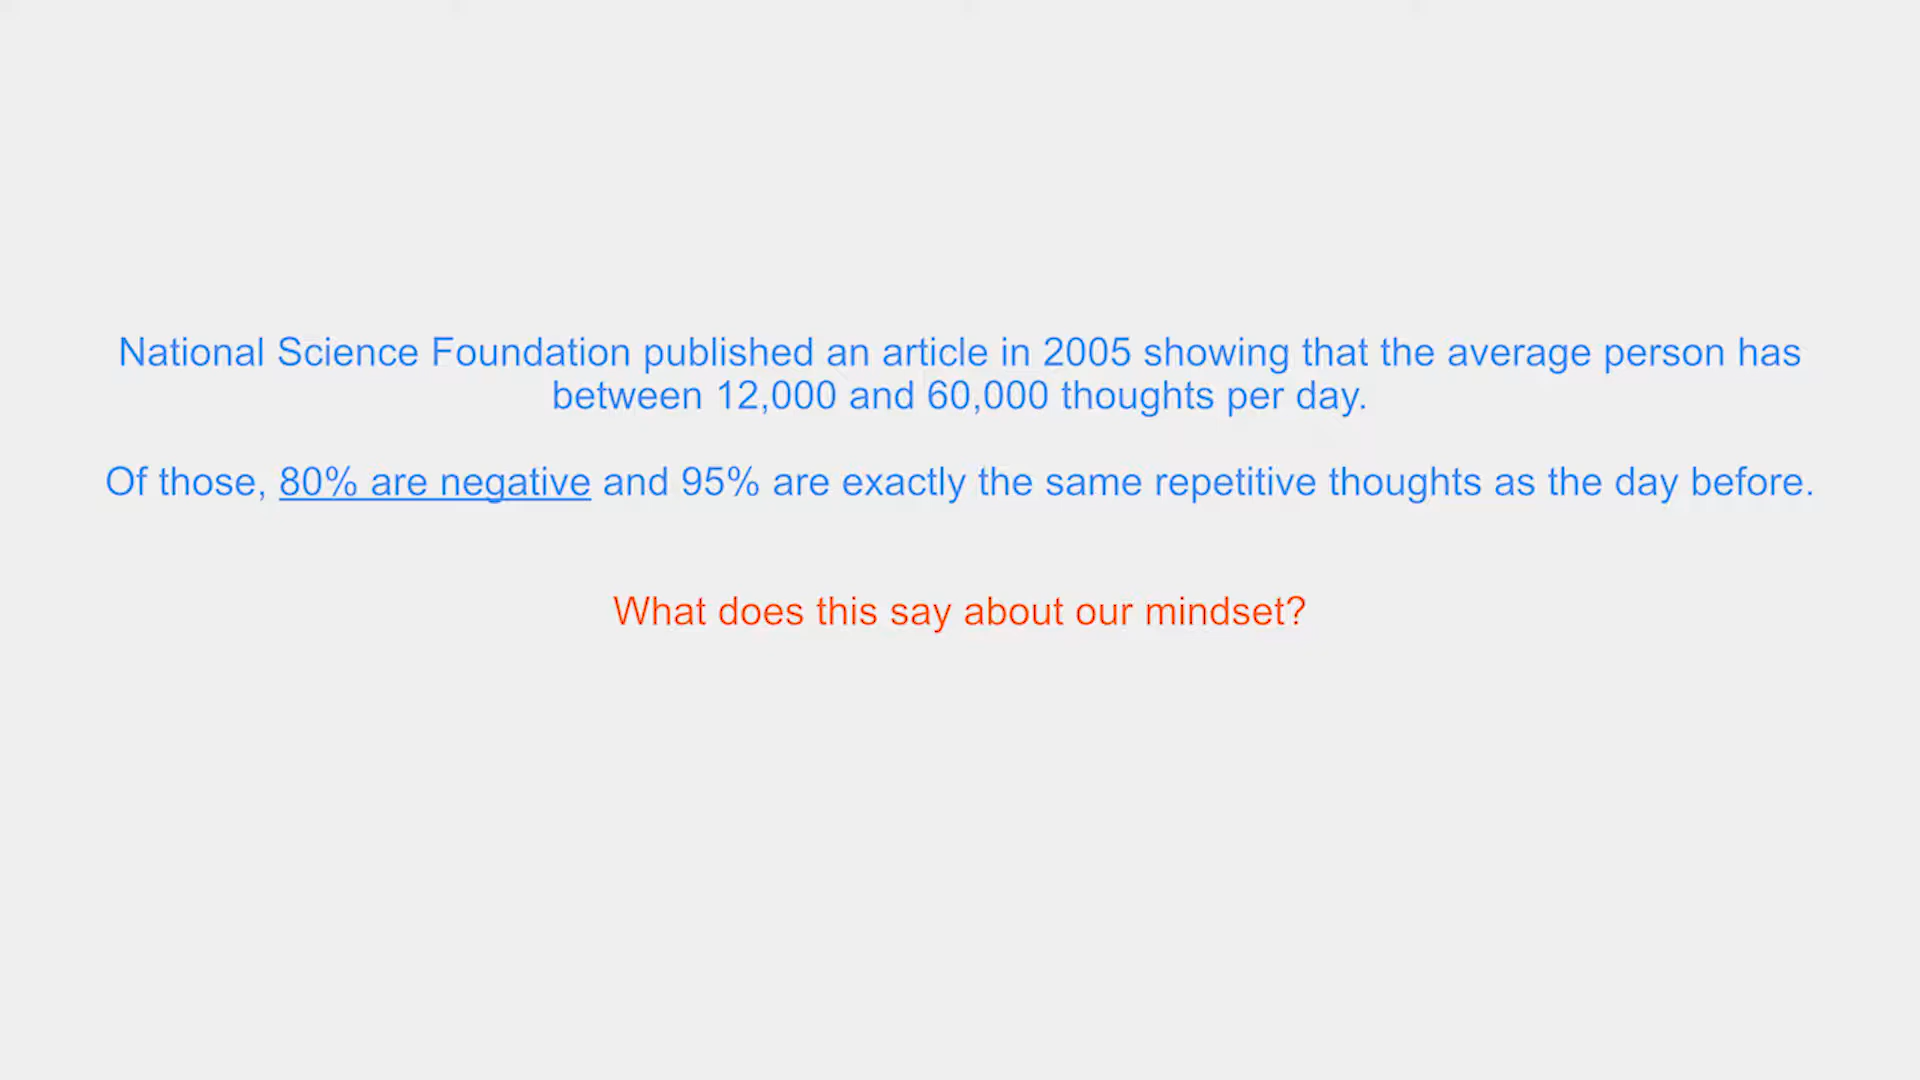 National Science Foundation published an article in 2005 showing that the average person has
between 12,000 and 60,000 thoughts per day.
Of those, 80% are negative and 95% are exactly the same repetitive thoughts as the day before.
What does this say about our mindset?